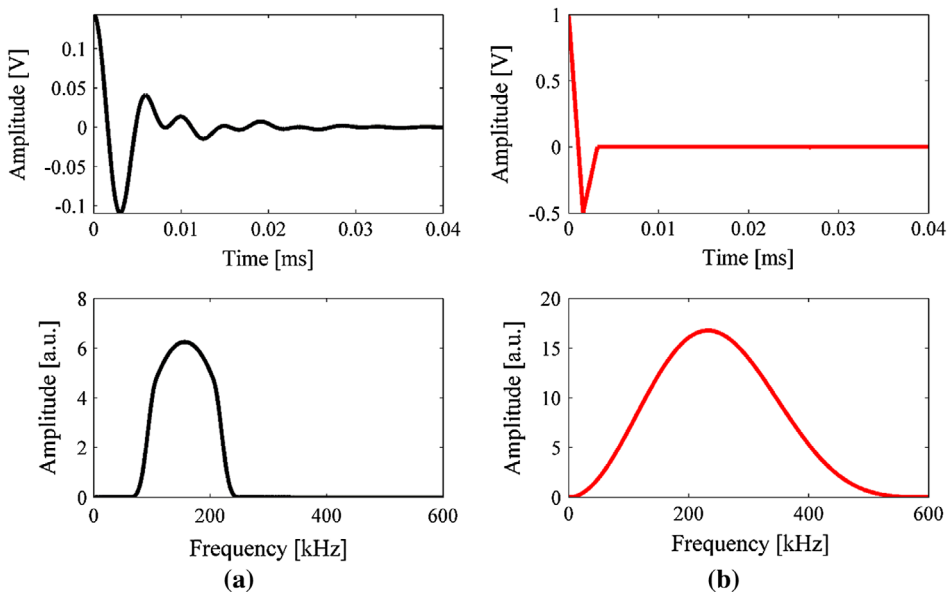 0.1
0.05
0
-0.05
-0.1
Amplitude [V]
0 0.01 0.02 0.03 0.04
Time [ms]
1
0.5
0
-0.5
Amplitude [V]
0 0.01 0.02 0.03 0.04
Time [ms]
8
6
4
2
0
Amplitude [a.u.]
0 200 400 600
Frequency [kHz]
(a)
20
15
10
5
0
Amplitude [a.u.]
0 200 400 600
Frequency [kHz]
(b)